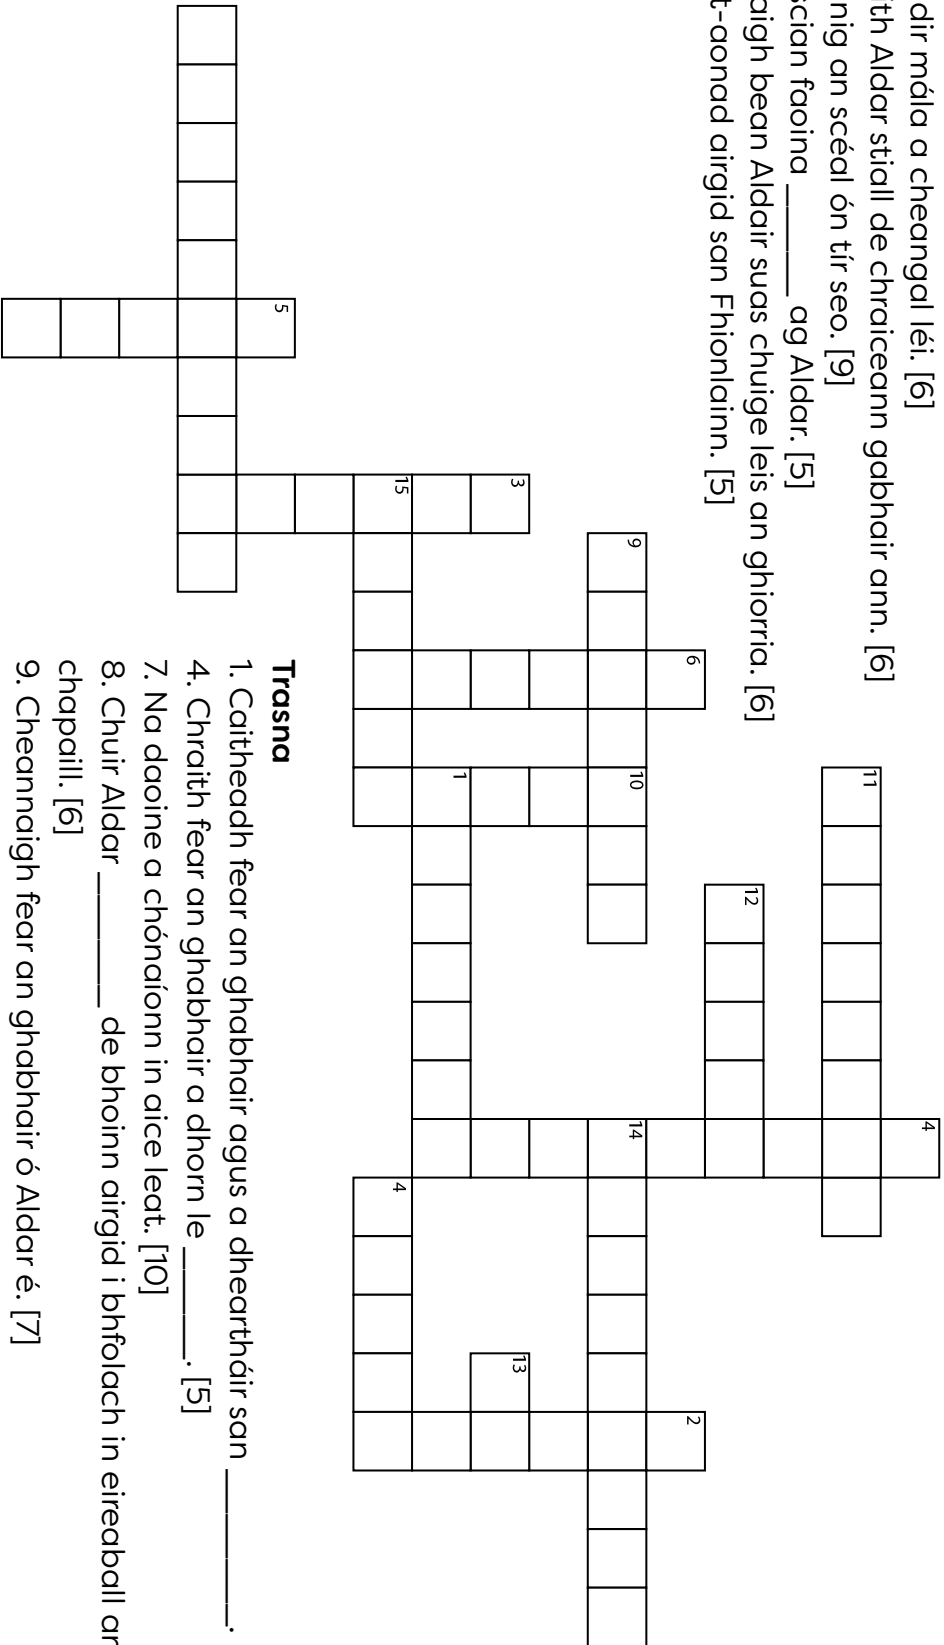 dir mála a cheangal léi. [6]
ith Aldar stiall de chraiceann gabhair ann. [6]
nig an scéal ón tír seo. [9]
scian faoina ________ ag Aldar. [5]
aigh bean Aldair suas chuige leis an ghiorria. [6]
t-aonad airgid san Fhionlainn. [5]
4
11
12
6 2
9 10 14
3 13
1
15 4
5
Trasna
1. Caitheadh fear an ghabhair agus a dheartháir san ___________.
4. Chraith fear an ghabhair a dhorn le ________. [5]
7. Na daoine a chónaíonn in aice leat. [10]
8. Chuir Aldar __________ de bhoinn airgid i bhfolach in eireaball an
chapaill. [6]
9. Cheannaigh fear an ghabhair ó Aldar é. [7]